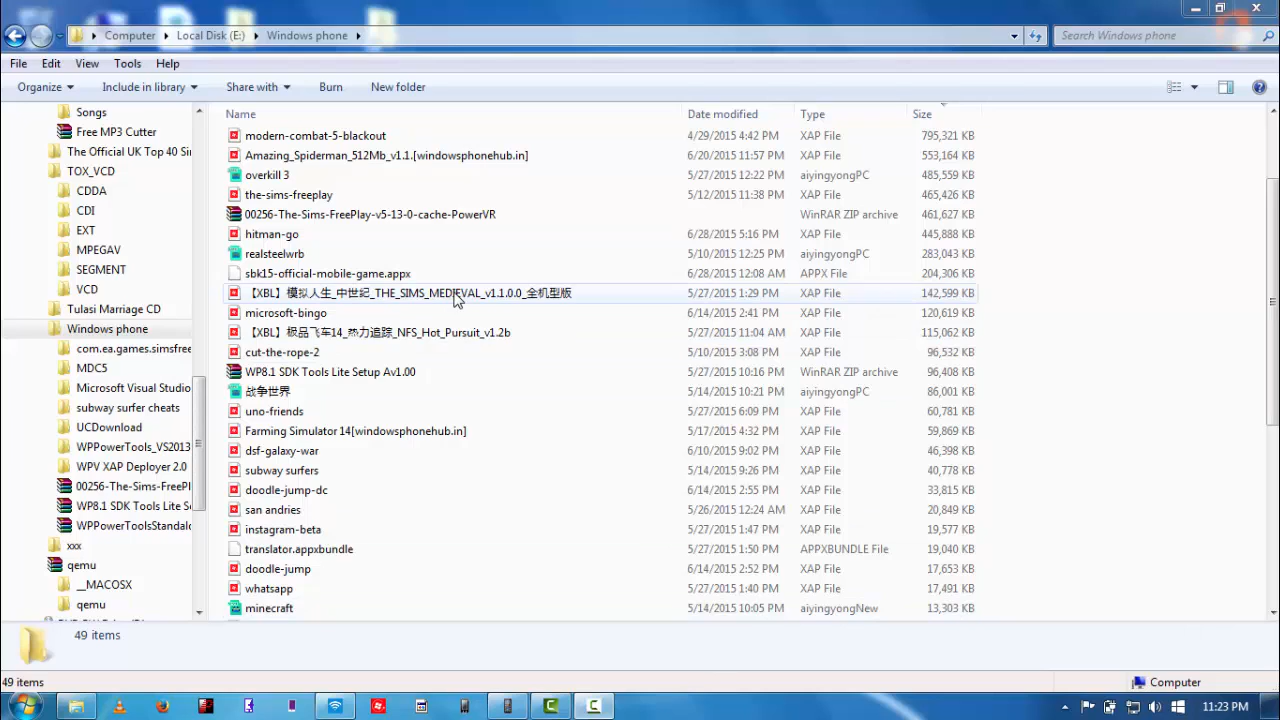 Computer Local Disk (E:) Windows phone Search Windows phone
File Edit View Tools Help
Organize Include in library Share with Burn New folder
Name Date modified Type Size
Songs
Free MP3 Cutter
The Official UK Top 40 Sin
TOX_VCD
CDDA
CDI
EXT
MPEGAV
SEGMENT
VCD
Tulasi Marriage CD
Windows phone
com.ea.games.simsfree
MDC5
Microsoft Visual Studio
subway surfer cheats
UCDownload
WPPowerTools_VS2013
WPV XAP Deployer 2.0
00256-The-Sims-FreePl
WP8.1 SDK Tools Lite S
WPPowerToolsStandalo
xxx
qemu
__MACOSX
qemu
modern-combat-5-blackout 4/29/2015 4:42 PM XAP File 795,321 KB
Amazing_Spiderman_512Mb_v1.1.[windowsphonehub.in] 6/20/2015 11:57 PM XAP File 553,164 KB
overkill 3 5/27/2015 12:22 PM aiyingyongPC 485,559 KB
the-sims-freeplay 5/12/2015 11:38 PM XAP File 465,426 KB
00256-The-Sims-FreePlay-v5-13-0-cache-PowerVR WinRAR ZIP archive 461,627 KB
hitman-go 6/28/2015 5:16 PM XAP File 445,888 KB
realsteelwrb 5/10/2015 12:25 PM aiyingyongPC 283,043 KB
sbk15-official-mobile-game.appx 6/28/2015 12:08 AM APPX File 204,306 KB
【XBL】模拟人生_中世纪_THE_SIMS_MEDIEVAL_v1.1.0.0_全机型版 5/27/2015 1:29 PM XAP File 142,599 KB
microsoft-bingo 6/14/2015 2:41 PM XAP File 120,619 KB
【XBL】极品飞车14_热力追踪_NFS_Hot_Pursuit_v1.2b 5/27/2015 11:04 AM XAP File 115,062 KB
cut-the-rope-2 5/10/2015 3:08 PM XAP File 96,532 KB
WP8.1 SDK Tools Lite Setup Av1.00 5/27/2015 10:16 PM WinRAR ZIP archive 96,408 KB
战争世界 5/14/2015 10:21 PM aiyingyongPC 86,001 KB
uno-friends 5/27/2015 6:09 PM XAP File 60,781 KB
Farming Simulator 14[windowsphonehub.in] 5/17/2015 4:32 PM XAP File 59,869 KB
dsf-galaxy-war 6/10/2015 9:02 PM XAP File 46,398 KB
subway surfers 5/14/2015 9:26 PM XAP File 40,778 KB
doodle-jump-dc 6/14/2015 2:55 PM XAP File 33,815 KB
san andries 5/26/2015 12:24 AM XAP File 20,849 KB
instagram-beta 5/27/2015 1:47 PM XAP File 19,577 KB
translator.appxbundle 5/27/2015 1:50 PM APPXBUNDLE File 19,040 KB
doodle-jump 6/14/2015 2:52 PM XAP File 17,653 KB
whatsapp 5/27/2015 1:40 PM XAP File 17,491 KB
minecraft 5/14/2015 10:05 PM aiyingyongNew 13,303 KB
49 items
49 items Computer
11:23 PM